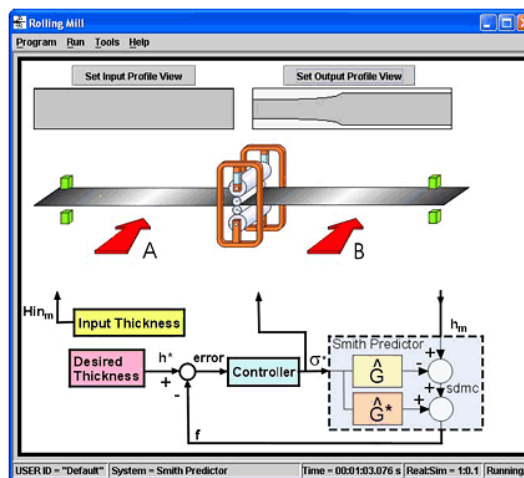 Rolling Mill
Program Run Tools Help
Set Input Profile View Set Output Profile View
A B
Hin m
Input Thickness
h m
Smith Predictor
Desired Thickness
h* error
Controller
σ*
Ĝ
+ - + -
sdmc
Ĝ*
+ +
f
USER ID = "Default" System = Smith Predictor Time = 00:01:03.076 s Real:Sim = 1:0.1 Running